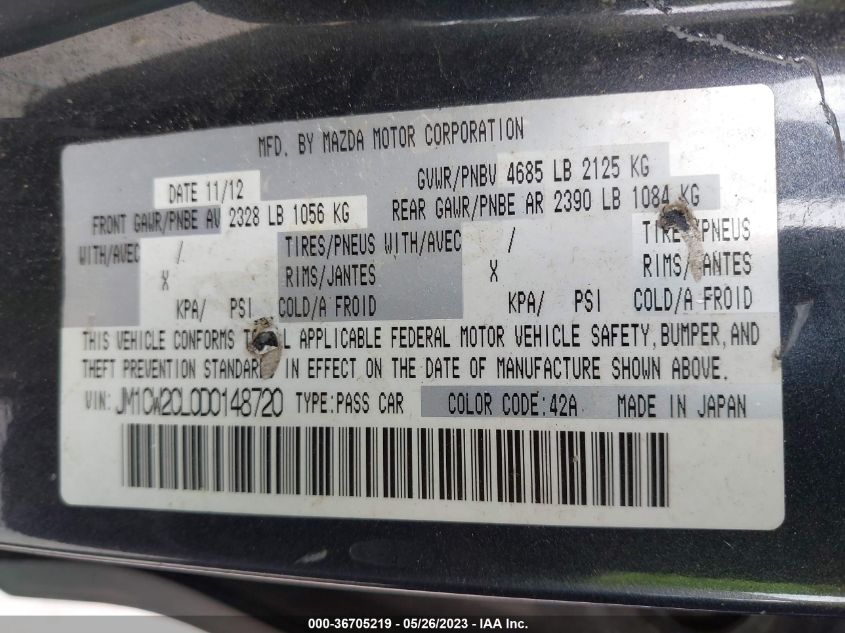 MFD. BY MAZDA MOTOR CORPORATION
DATE 11/12 GVWR/PNBV 4685 LB 2125 KG
FRONT GAWR/PNBE AV 2328 LB 1056 KG REAR GAWR/PNBE AR 2390 LB 1084 KG
WITH/AVEC / TIRES/PNEUS WITH/AVEC / TIRES/PNEUS
X RIMS/JANTES X RIMS/JANTES
KPA/ PSI COLD/A FROID KPA/ PSI COLD/A FROID
THIS VEHICLE CONFORMS ALL APPLICABLE FEDERAL MOTOR VEHICLE SAFETY, BUMPER, AND
THEFT PREVENTION STANDARDS IN EFFECT ON THE DATE OF MANUFACTURE SHOWN ABOVE.
VIN: JM1CW2CL0D0148720 TYPE:PASS CAR COLOR CODE:42A MADE IN JAPAN
000-36705219 - 05/26/2023 - IAA Inc.